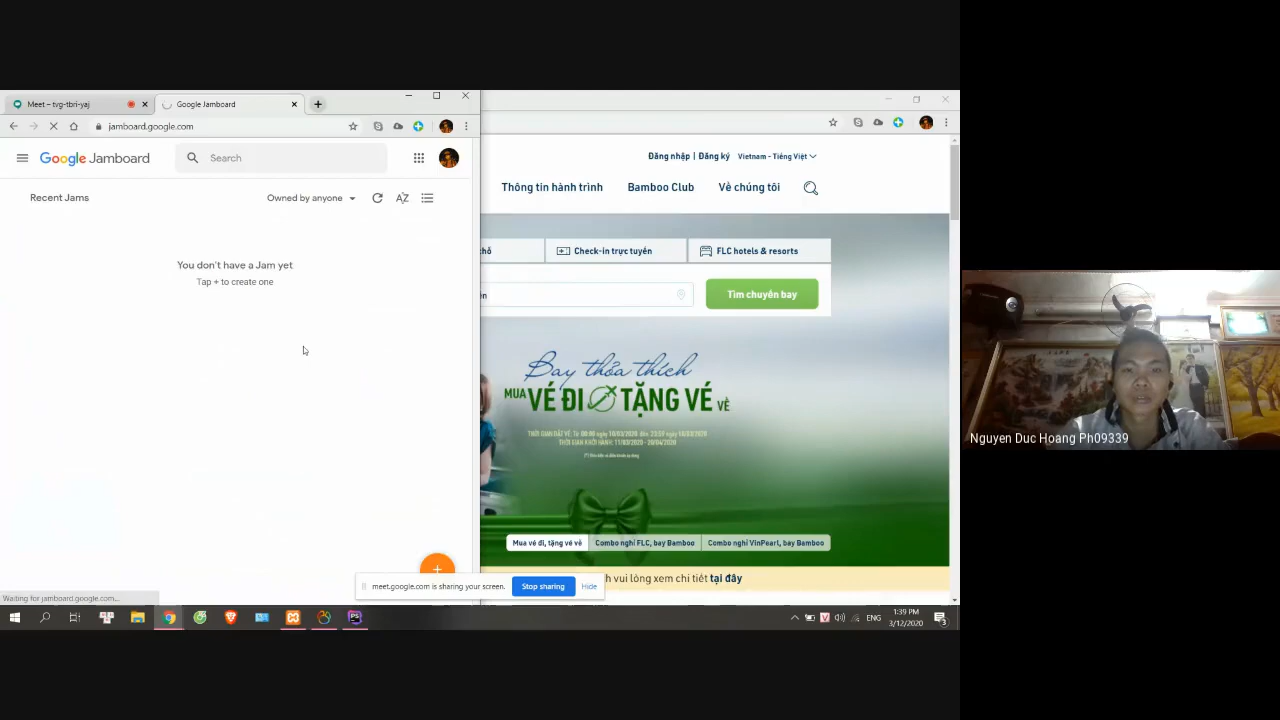 Meet – tvg-tbri-yaj
Google Jamboard
jamboard.google.com
Google Jamboard
Search
Recent Jams
Owned by anyone
You don't have a Jam yet
Tap + to create one
Waiting for jamboard.google.com...
Đăng nhập | Đăng ký
Vietnam - Tiếng Việt
Thông tin hành trình
Bamboo Club
Về chúng tôi
hỗ
Check-in trực tuyến
FLC hotels & resorts
ến
Tìm chuyến bay
Bay thỏa thích
MUA VÉ ĐI TẶNG VÉ VỀ
Mua vé đi, tặng vé về
Combo nghỉ FLC, bay Bamboo
Combo nghỉ VinPearl, bay Bamboo
h vui lòng xem chi tiết tại đây
meet.google.com is sharing your screen.
Stop sharing
Hide
ENG
1:39 PM
3/12/2020
3
Nguyen Duc Hoang Ph09339